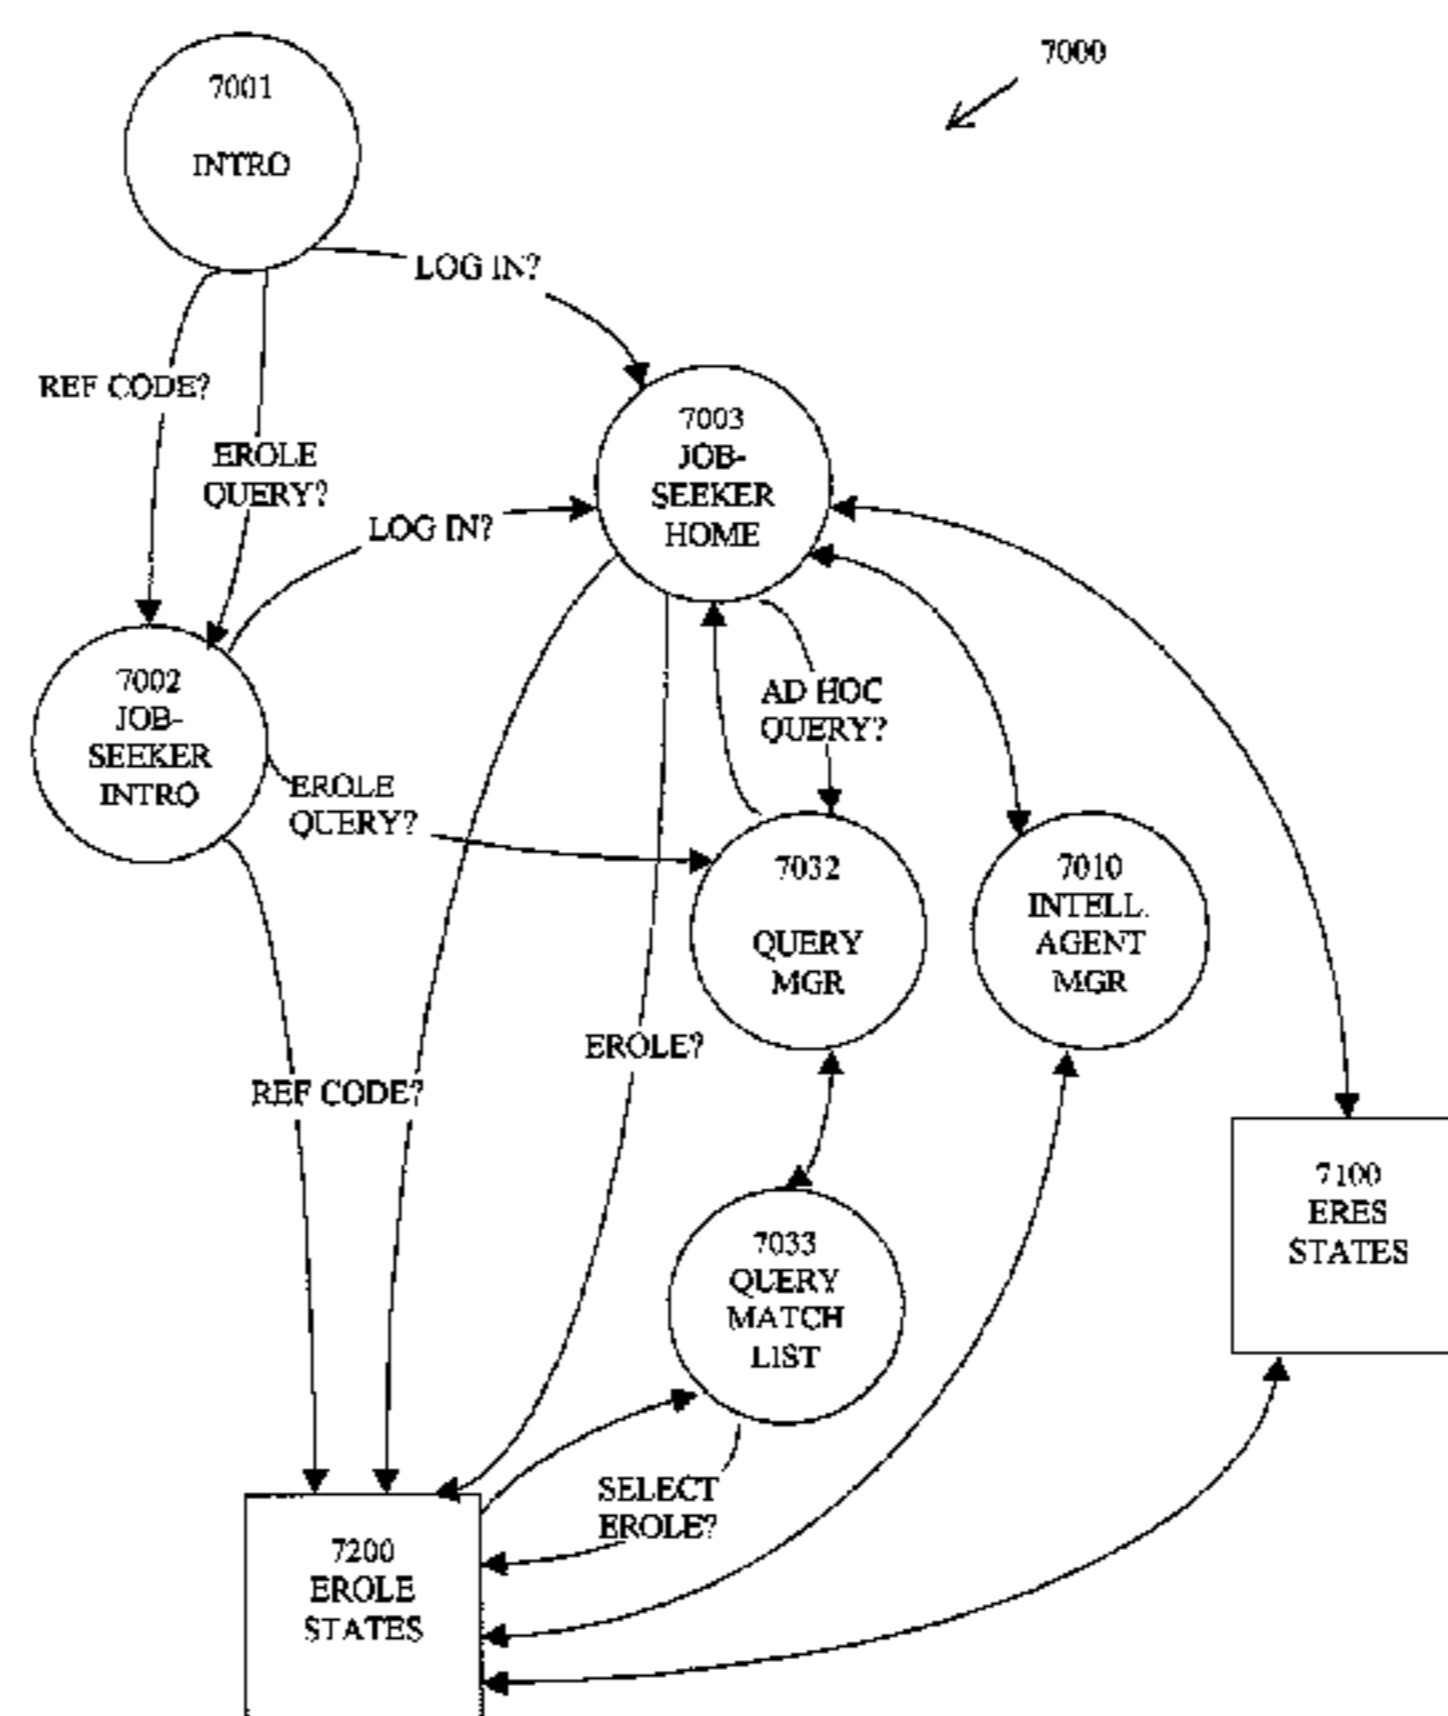 7000
7001
INTRO
LOG IN?
REF CODE?
EROLE
QUERY?
7003
JOB-
SEEKER
HOME
LOG IN?
7002
JOB-
SEEKER
INTRO
AD HOC
QUERY?
EROLE
QUERY?
7032
QUERY
MGR
7010
INTELL.
AGENT
MGR
EROLE?
REF CODE?
7100
ERES
STATES
7033
QUERY
MATCH
LIST
SELECT
EROLE?
7200
EROLE
STATES